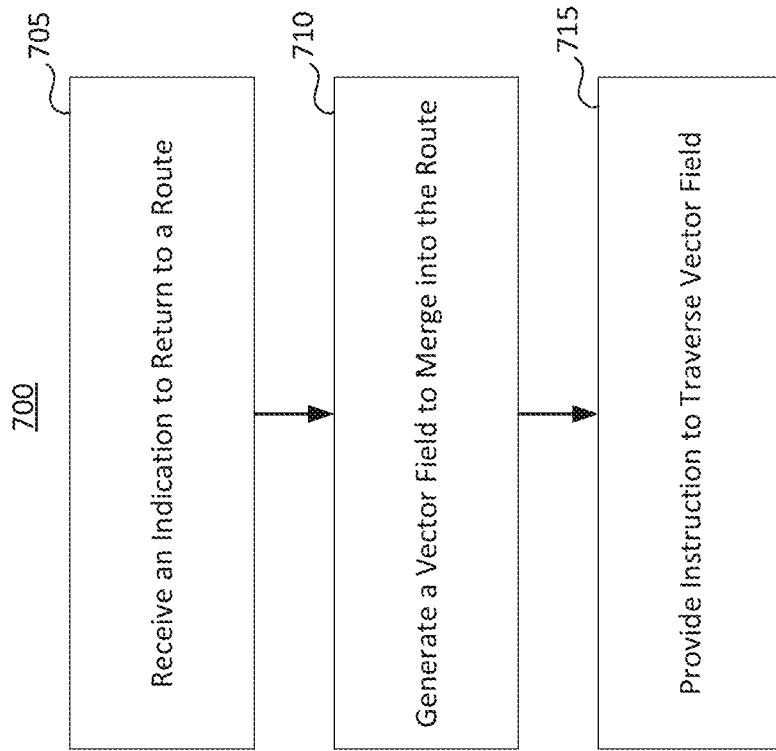 700
705
Receive an Indication to Return to a Route
710
Generate a Vector Field to Merge into the Route
715
Provide Instruction to Traverse Vector Field